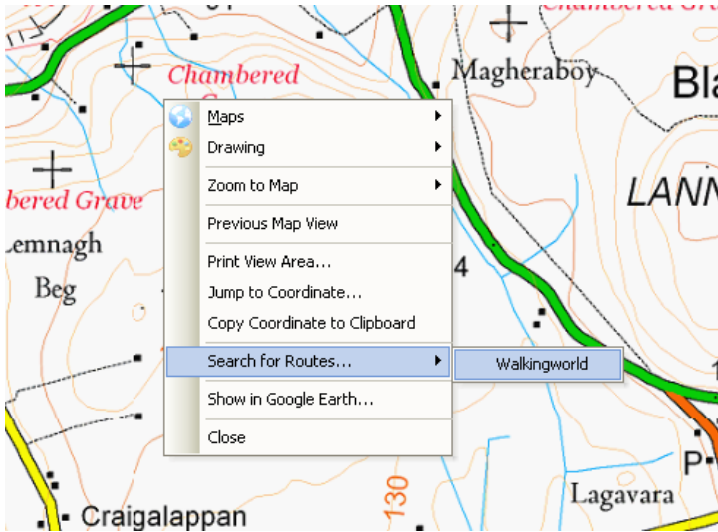 Chambered Grave
Chambered
Magheraboy
Bla
Maps
Drawing
Zoom to Map
bered Grave
LANN
Previous Map View
Lemnagh
Beg
Print View Area...
4
Jump to Coordinate...
Copy Coordinate to Clipboard
Search for Routes...
Walkingworld
Show in Google Earth...
Close
P
130
Lagavara
Craigalappan